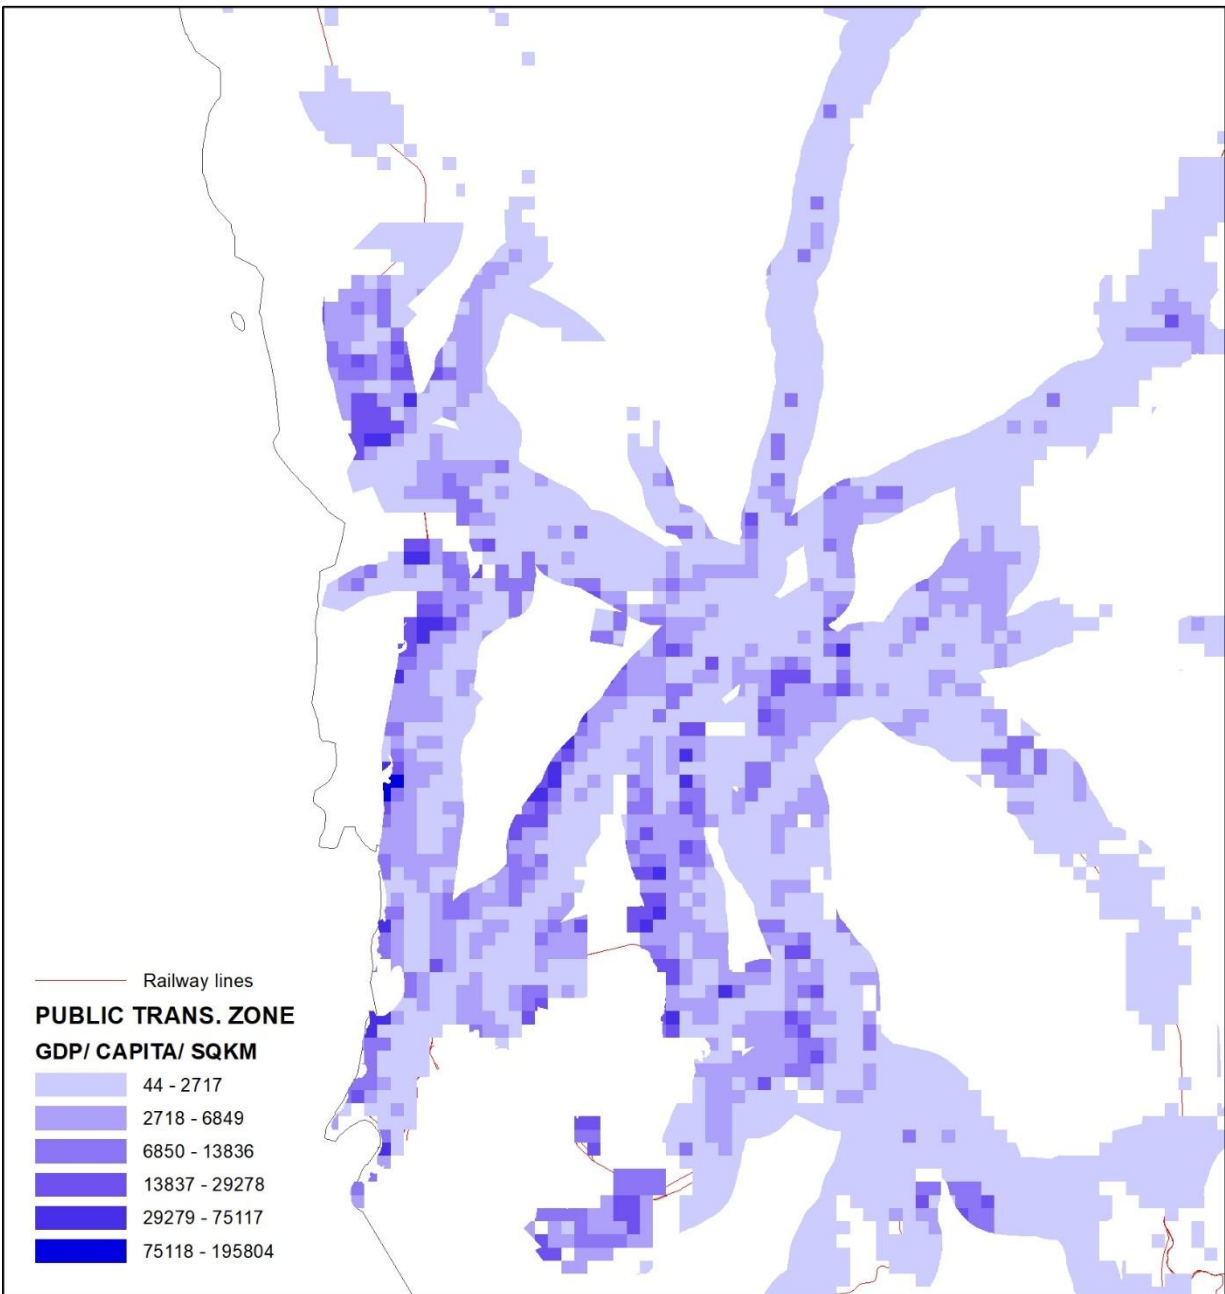 Railway lines
PUBLIC TRANS. ZONE
GDP/ CAPITA/ SQKM
44 - 2717
2718 - 6849
6850 - 13836
13837 - 29278
29279 - 75117
75118 - 195804